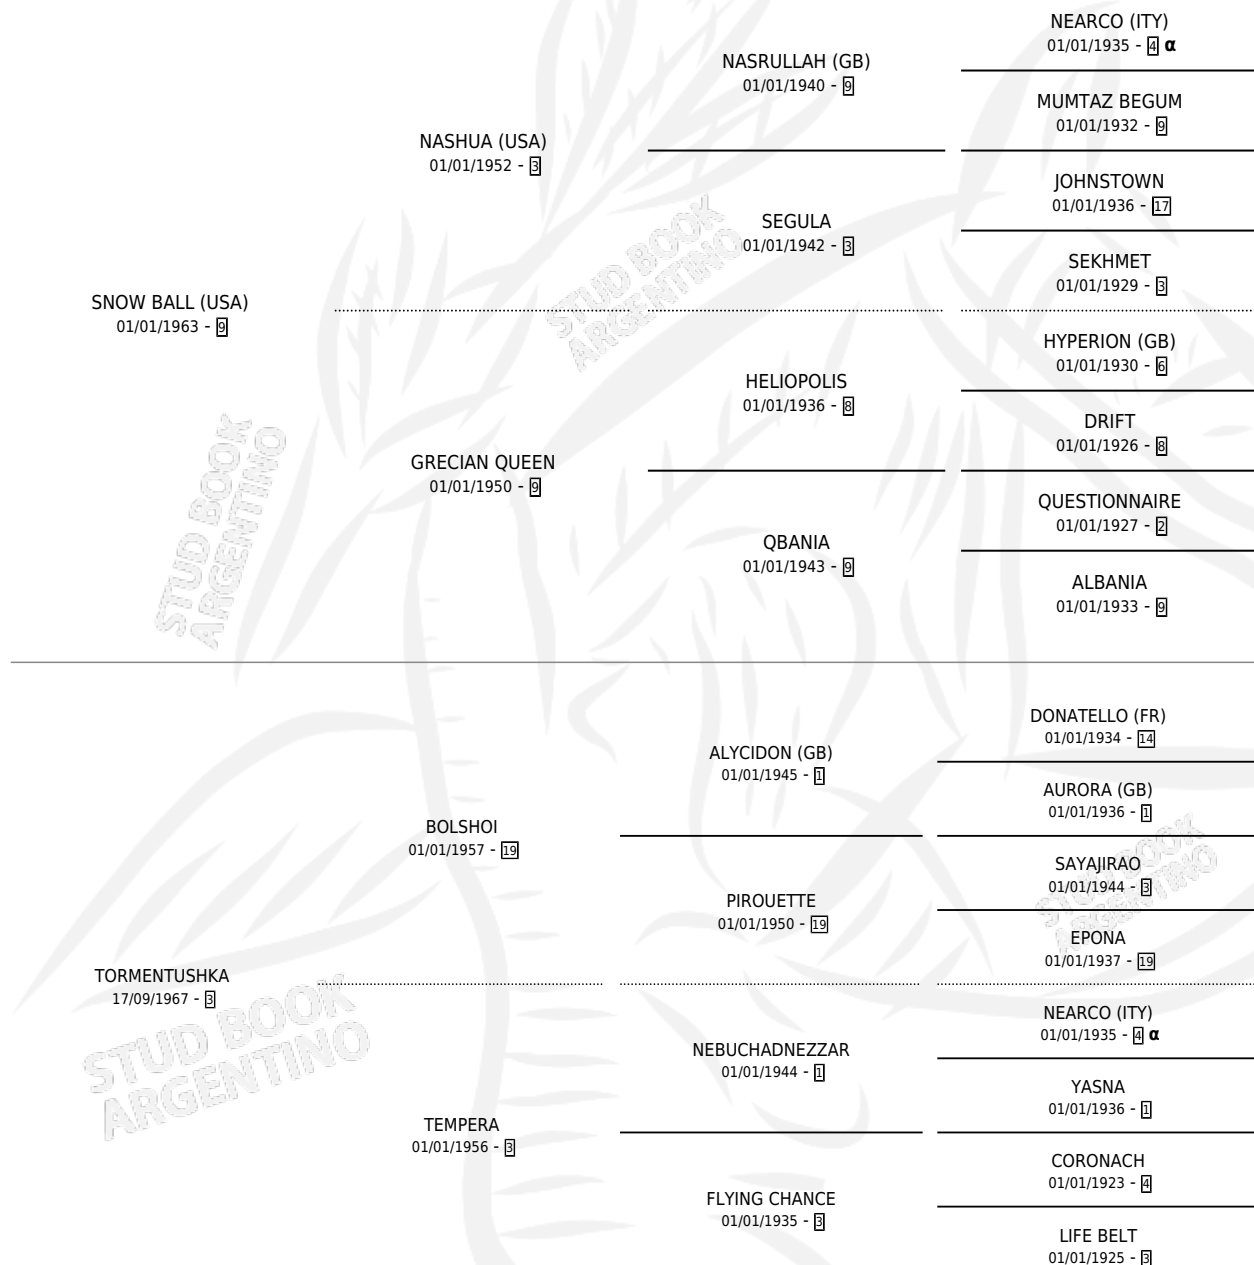 NEARCO (ITY)
01/01/1935 - 4 α
NASRULLAH (GB)
01/01/1940 - 9
MUMTAZ BEGUM
01/01/1932 - 9
NASHUA (USA)
01/01/1952 - 3
JOHNSTOWN
01/01/1936 - 17
SEGULA
01/01/1942 - 3
SEKHMET
01/01/1929 - 3
SNOW BALL (USA)
01/01/1963 - 9
HYPERION (GB)
01/01/1930 - 6
HELIOPOLIS
01/01/1936 - 8
DRIFT
01/01/1926 - 8
GRECIAN QUEEN
01/01/1950 - 9
QUESTIONNAIRE
01/01/1927 - 2
QBANIA
01/01/1943 - 9
ALBANIA
01/01/1933 - 9
DONATELLO (FR)
01/01/1934 - 14
ALYCIDON (GB)
01/01/1945 - 1
AURORA (GB)
01/01/1936 - 1
BOLSHOI
01/01/1957 - 19
SAYAJIRAO
01/01/1944 - 3
PIROUETTE
01/01/1950 - 19
EPONA
01/01/1937 - 19
TORMENTUSHKA
17/09/1967 - 3
NEARCO (ITY)
01/01/1935 - 4 α
NEBUCHADNEZZAR
01/01/1944 - 1
YASNA
01/01/1936 - 1
TEMPERA
01/01/1956 - 3
CORONACH
01/01/1923 - 4
FLYING CHANCE
01/01/1935 - 3
LIFE BELT
01/01/1925 - 3
STUD BOOK
ARGENTINO
STUD BOOK
ARGENTINO
STUD BOOK
ARGENTINO
STUD BOOK
ARGENTINO